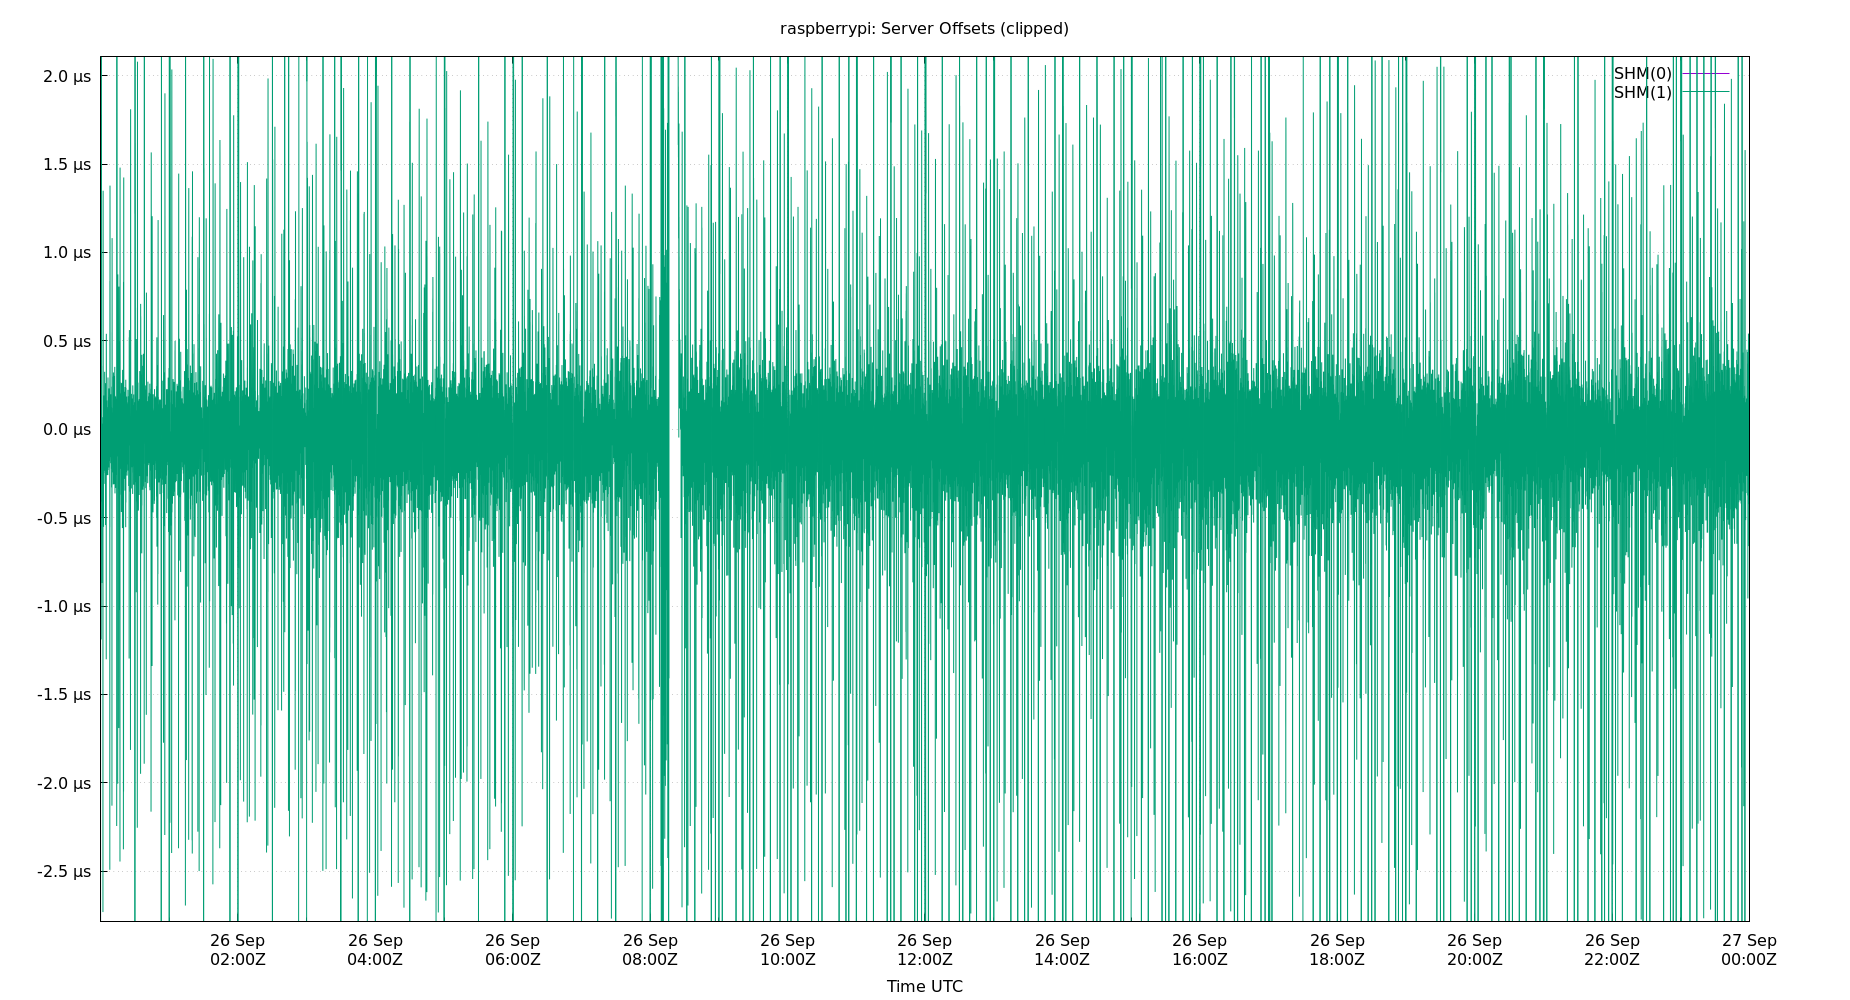 raspberrypi: Server Offsets (clipped)
SHM(0)
SHM(1)
2.0 µs
1.5 µs
1.0 µs
0.5 µs
0.0 µs
-0.5 µs
-1.0 µs
-1.5 µs
-2.0 µs
-2.5 µs
26 Sep 26 Sep 26 Sep 26 Sep 26 Sep 26 Sep 26 Sep 26 Sep 26 Sep 26 Sep 26 Sep 27 Sep
02:00Z 04:00Z 06:00Z 08:00Z 10:00Z 12:00Z 14:00Z 16:00Z 18:00Z 20:00Z 22:00Z 00:00Z
Time UTC